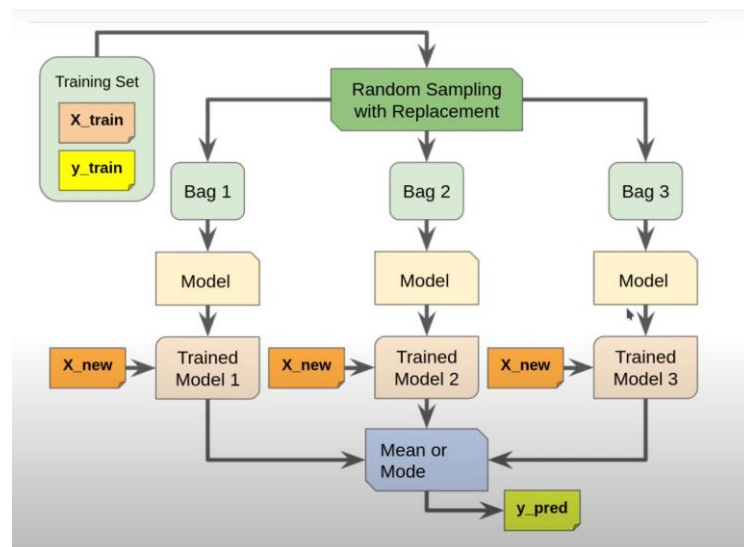 Training Set
X_train
y_train
Random Sampling
with Replacement
Bag 1
Bag 2
Bag 3
Model
Model
Model
X_new
Trained
Model 1
X_new
Trained
Model 2
X_new
Trained
Model 3
Mean or
Mode
y_pred